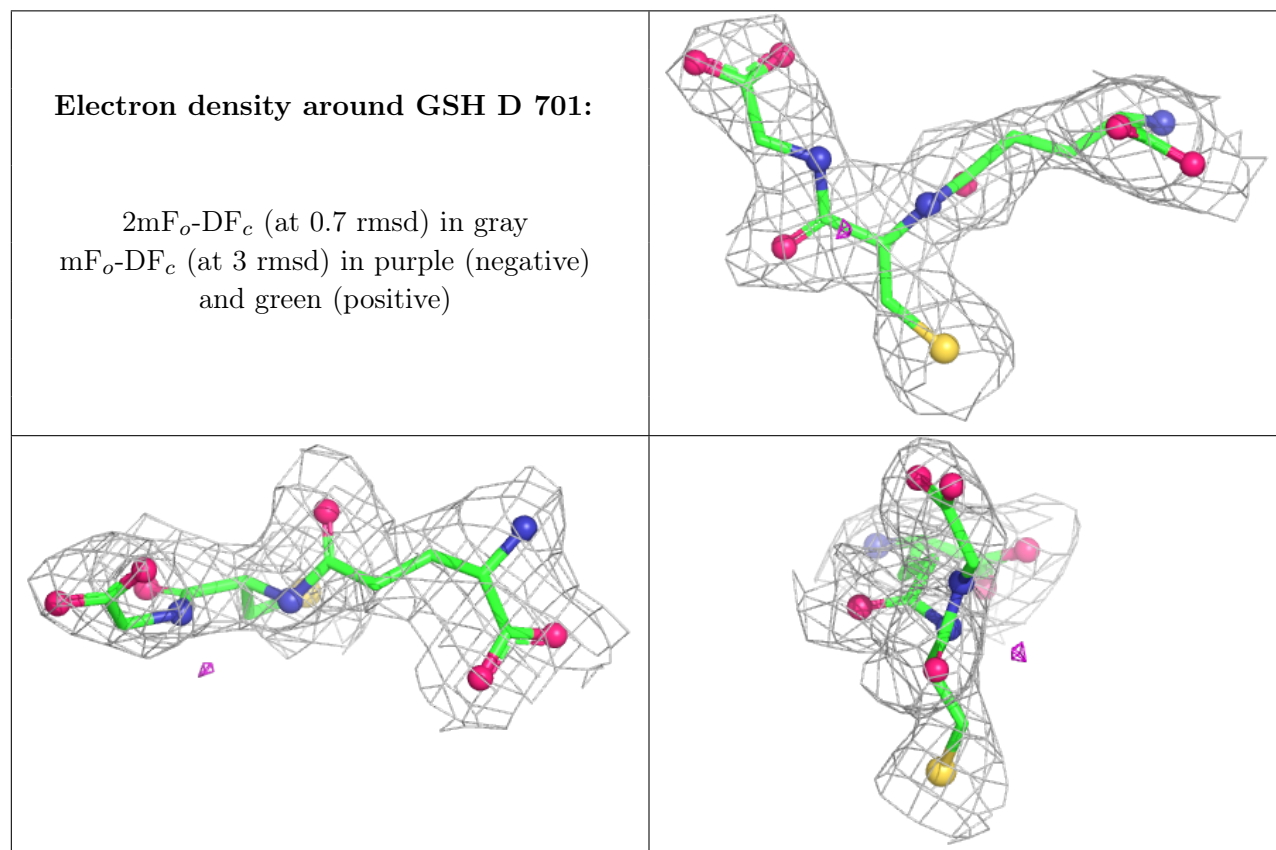 Electron density around GSH D 701:
2mFₒ-DF𝑐 (at 0.7 rmsd) in gray
mFₒ-DF𝑐 (at 3 rmsd) in purple (negative)
and green (positive)